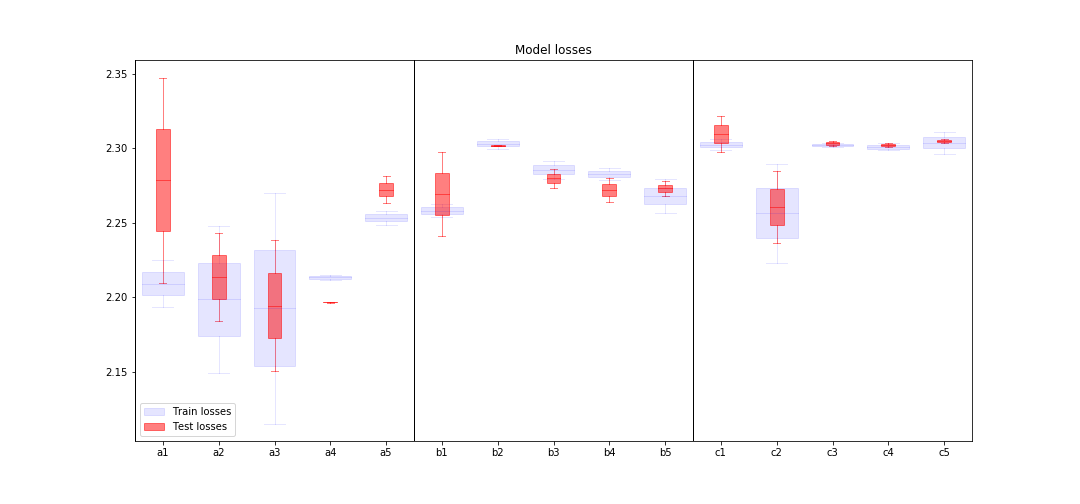 Model losses
2.35
2.30
2.25
2.20
2.15
Train losses
Test losses
a1 a2 a3 a4 a5 b1 b2 b3 b4 b5 c1 c2 c3 c4 c5